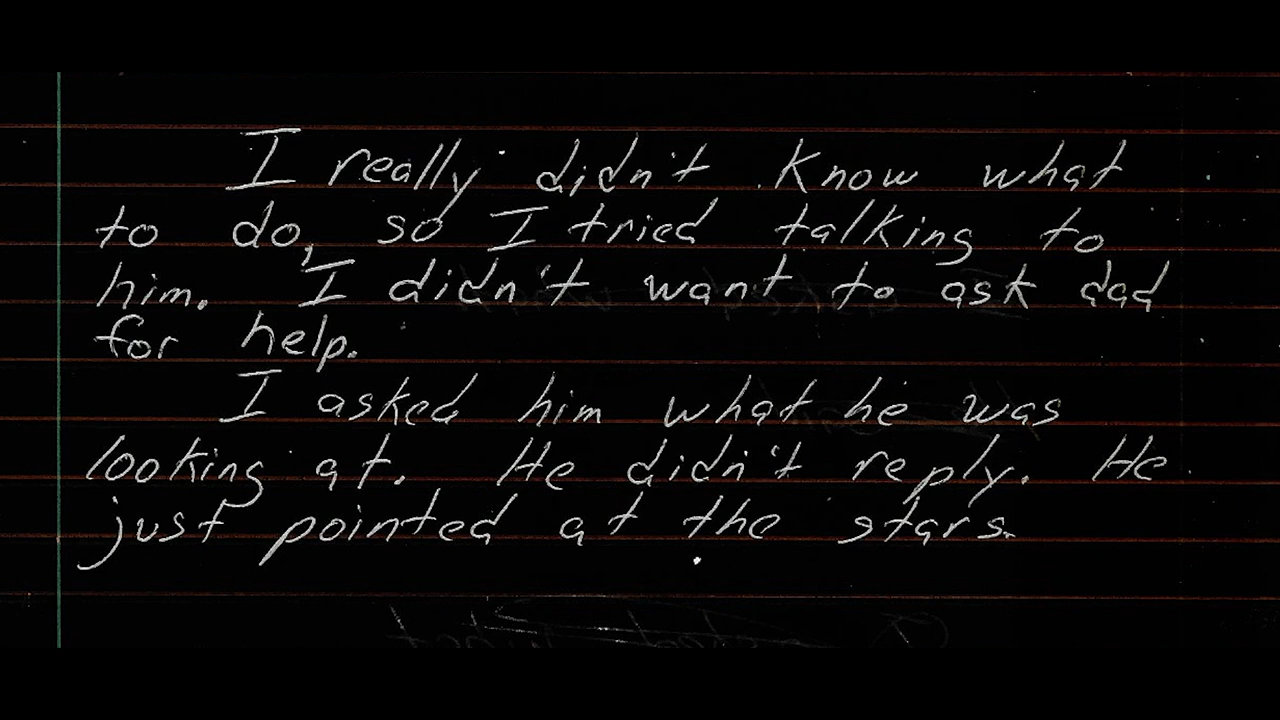 I really didn't know what
to do, so I tried talking to
him. I didn't want to ask dad
for help.
I asked him what he was
looking at. He didn't reply. He
just pointed at the stars.